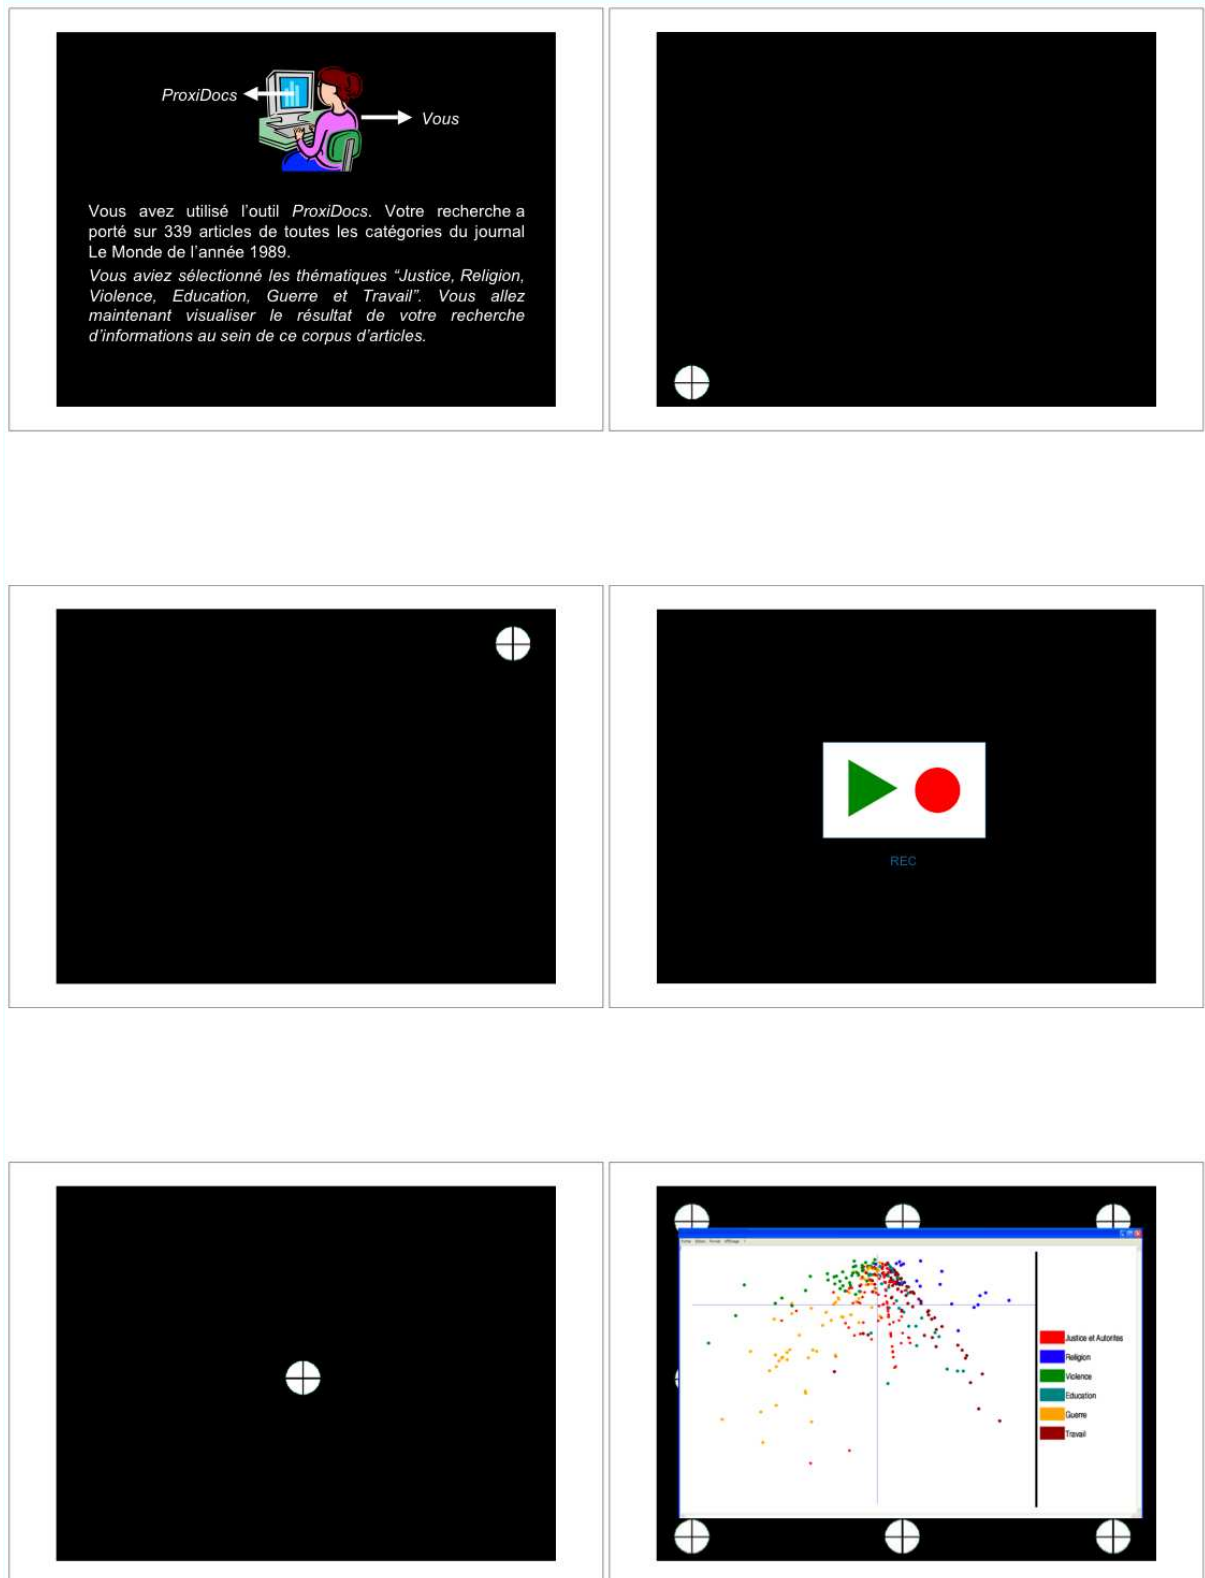 ProxiDocs
Vous
Vous avez utilisé l'outil ProxiDocs. Votre recherche a
porté sur 339 articles de toutes les catégories du journal
Le Monde de l'année 1989.
Vous aviez sélectionné les thématiques “Justice, Religion,
Violence, Education, Guerre et Travail”. Vous allez
maintenant visualiser le résultat de votre recherche
d'informations au sein de ce corpus d'articles.
REC
Justice et Autorites
Religion
Violence
Education
Guerre
Travail